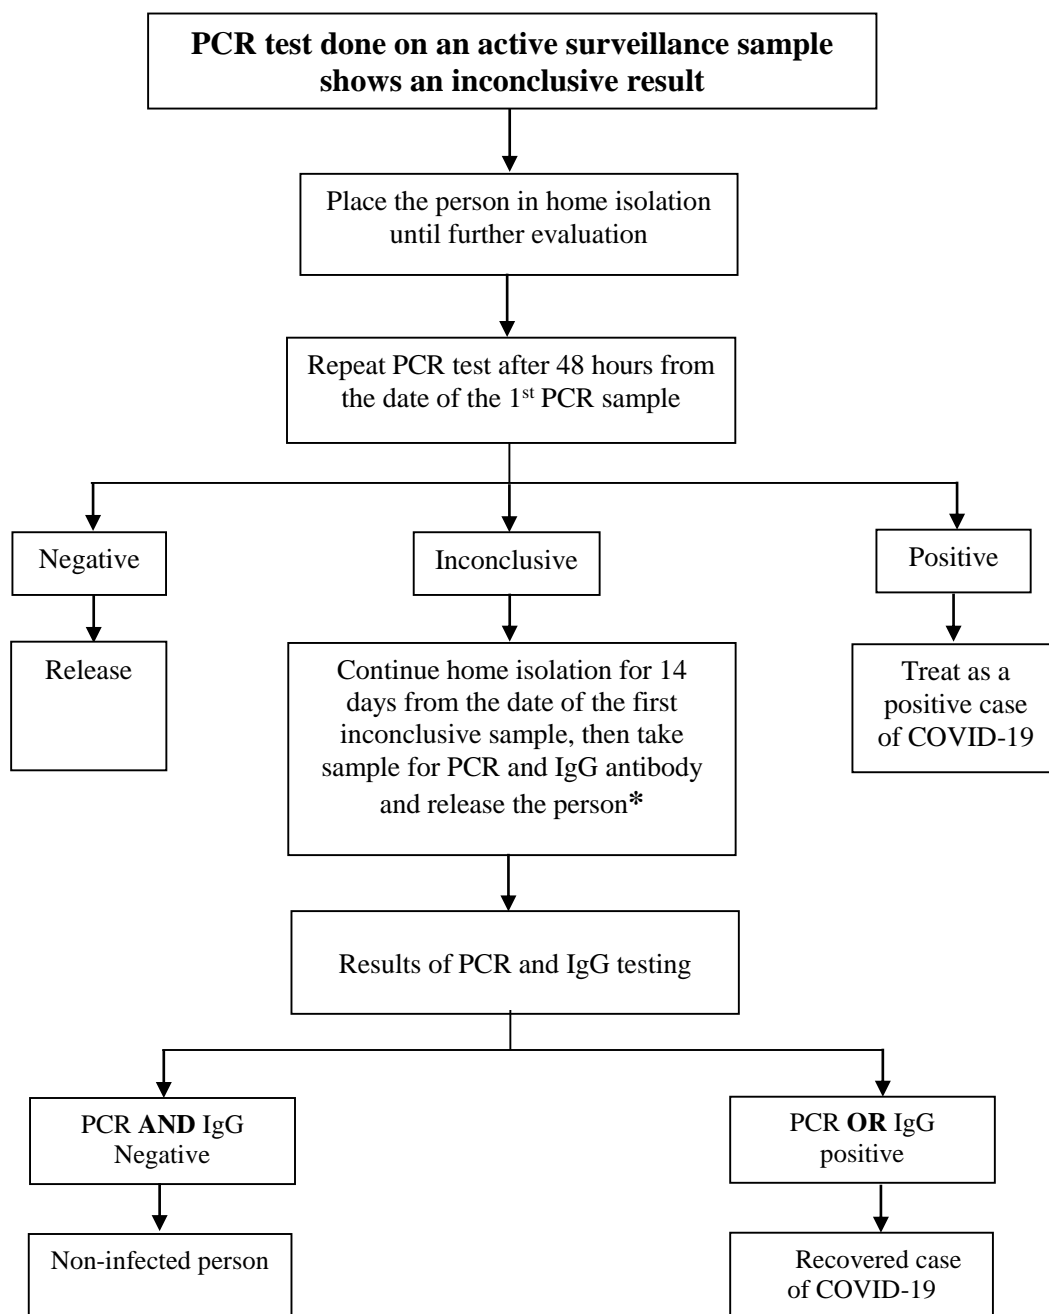 PCR test done on an active surveillance sample
shows an inconclusive result
Place the person in home isolation
until further evaluation
Repeat PCR test after 48 hours from
the date of the 1st PCR sample
Negative
Inconclusive
Positive
Release
Continue home isolation for 14
days from the date of the first
inconclusive sample, then take
sample for PCR and IgG antibody
and release the person*
Treat as a
positive case
of COVID-19
Results of PCR and IgG testing
PCR AND IgG
Negative
PCR OR IgG
positive
Non-infected person
Recovered case
of COVID-19